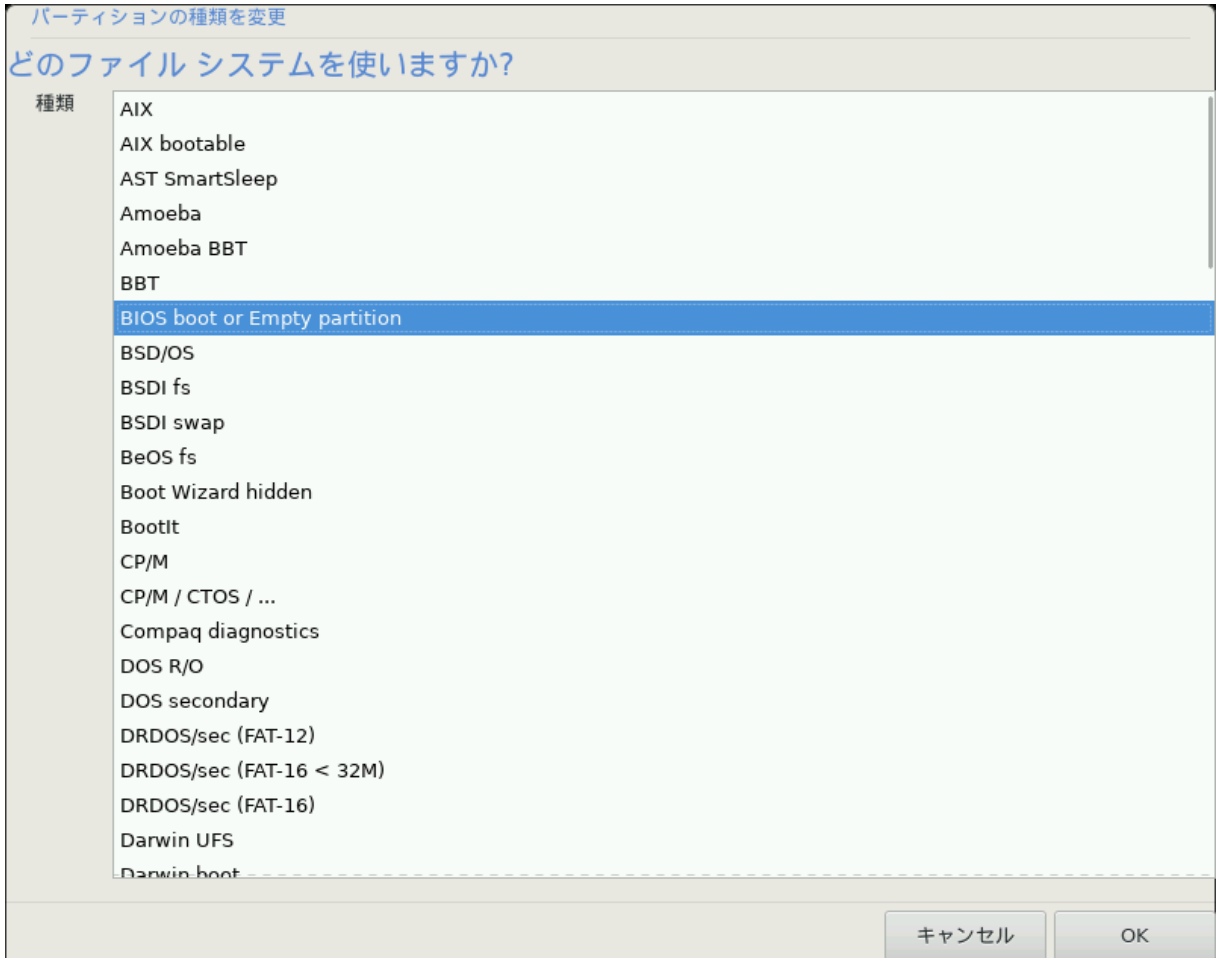 パーティションの種類を変更
どのファイル システムを使いますか?
種類
AIX
AIX bootable
AST SmartSleep
Amoeba
Amoeba BBT
BBT
BIOS boot or Empty partition
BSD/OS
BSDI fs
BSDI swap
BeOS fs
Boot Wizard hidden
BootIt
CP/M
CP/M / CTOS / ...
Compaq diagnostics
DOS R/O
DOS secondary
DRDOS/sec (FAT-12)
DRDOS/sec (FAT-16 < 32M)
DRDOS/sec (FAT-16)
Darwin UFS
Darwin boot
キャンセル
OK